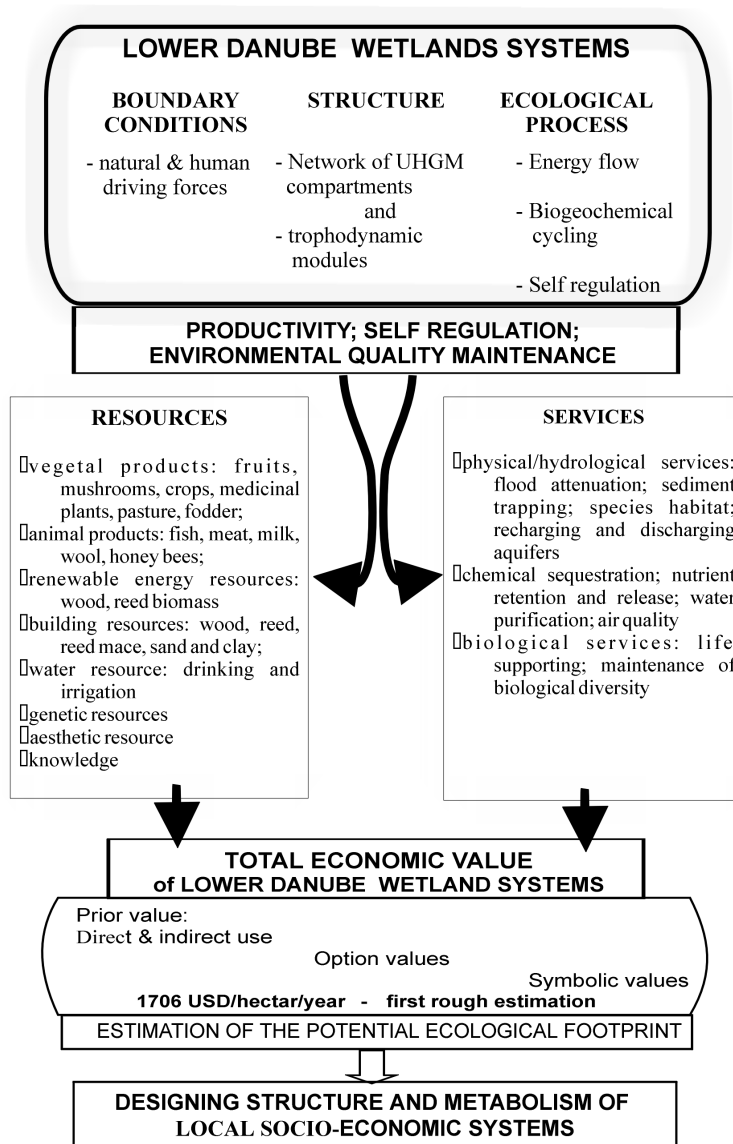 LOWER DANUBE WETLANDS SYSTEMS
BOUNDARY
CONDITIONS
- natural & human
driving forces
STRUCTURE
- Network of UHGM
compartments
and
- trophodynamic
modules
ECOLOGICAL
PROCESS
- Energy flow
- Biogeochemical
cycling
- Self regulation
PRODUCTIVITY; SELF REGULATION;
ENVIRONMENTAL QUALITY MAINTENANCE
RESOURCES
vegetal products: fruits,
mushrooms, crops, medicinal
plants, pasture, fodder;
animal products: fish, meat, milk,
wool, honey bees;
renewable energy resources:
wood, reed biomass
building resources: wood, reed,
reed mace, sand and clay;
water resource: drinking and
irrigation
genetic resources
aesthetic resource
knowledge
SERVICES
physical/hydrological services:
flood attenuation; sediment
trapping; species habitat;
recharging and discharging
aquifers
chemical sequestration; nutrient
retention and release; water
purification; air quality
biological services: life
supporting; maintenance of
biological diversity
TOTAL ECONOMIC VALUE
of LOWER DANUBE WETLAND SYSTEMS
Prior value:
Direct & indirect use
Option values
Symbolic values
1706 USD/hectar/year - first rough estimation
ESTIMATION OF THE POTENTIAL ECOLOGICAL FOOTPRINT
DESIGNING STRUCTURE AND METABOLISM OF
LOCAL SOCIO-ECONOMIC SYSTEMS